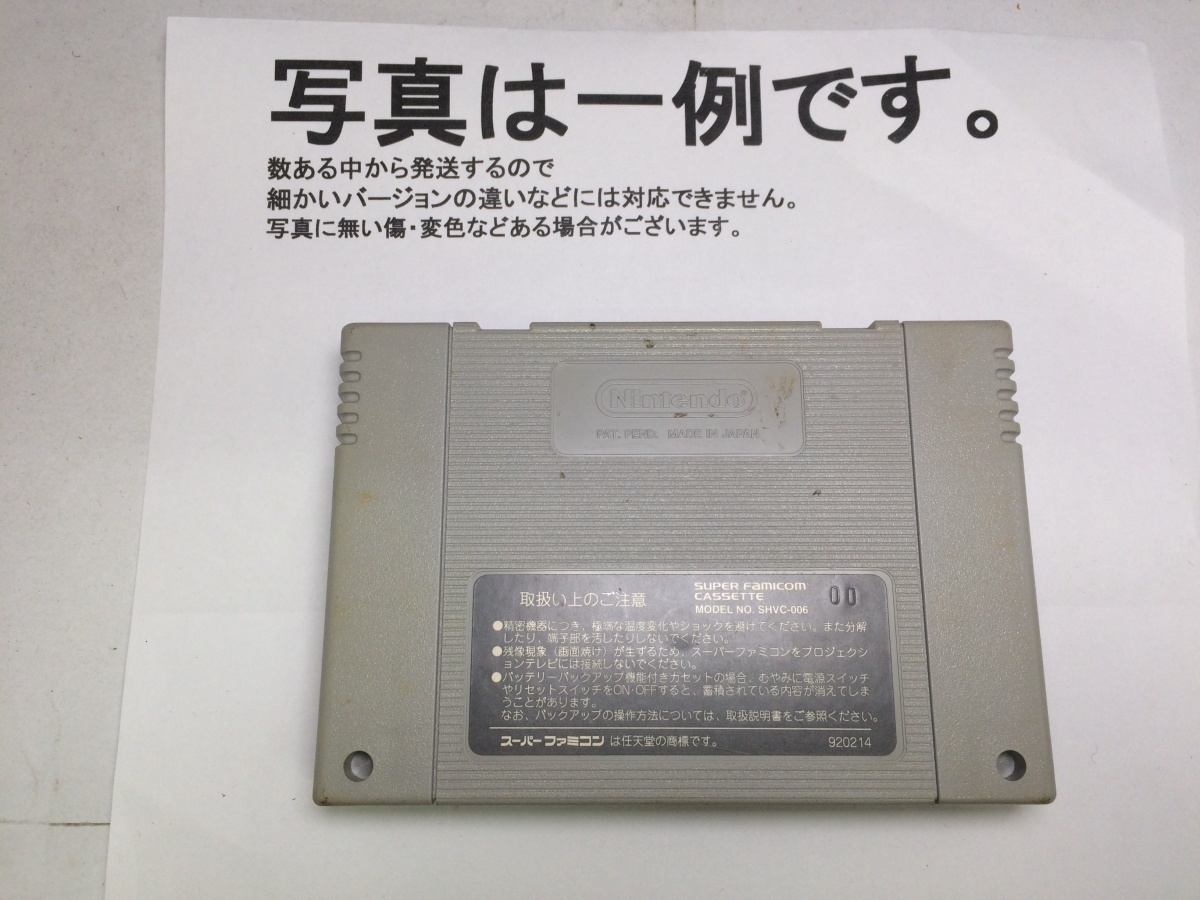 写真は一例です。
数ある中から発送するので
細かいバージョンの違いなどには対応できません。
写真に無い傷・変色などある場合がございます。
Nintendo®
PAT. PEND. MADE IN JAPAN
取扱い上のご注意
SUPER FAMICOM
CASSETTE
MODEL NO. SHVC-006
00
●精密機器につき、極端な温度変化やショックを避けてください。また分解
したり、端子部を汚したりしないでください。
●残像現象（画面焼け）が生ずるため、スーパーファミコンをプロジェクシ
ョンテレビには接続しないでください。
●バッテリーバックアップ機能付きカセットの場合、むやみに電源スイッチ
やリセットスイッチをON・OFFすると、蓄積されている内容が消えてしま
うことがあります。
なお、バックアップの操作方法については、取扱説明書をご参照ください。
スーパーファミコンは任天堂の商標です。
920214